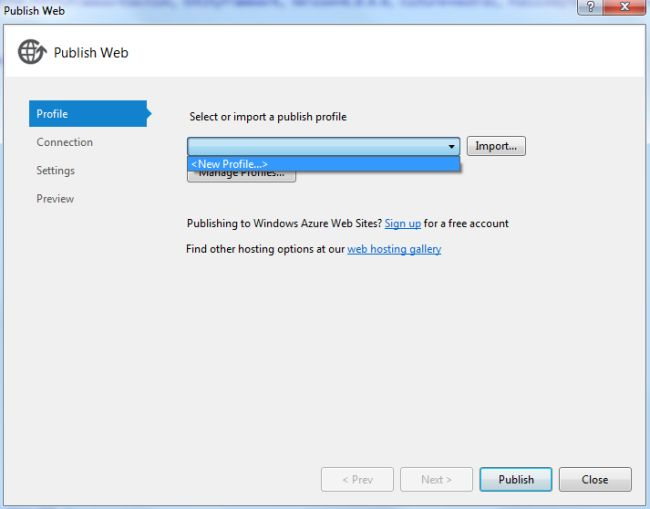 Publish Web
?
Publish Web
Profile
Connection
Settings
Preview
Select or import a publish profile
Import...
<New Profile...>
Manage Profiles...
Publishing to Windows Azure Web Sites? Sign up for a free account
Find other hosting options at our web hosting gallery
< Prev
Next >
Publish
Close